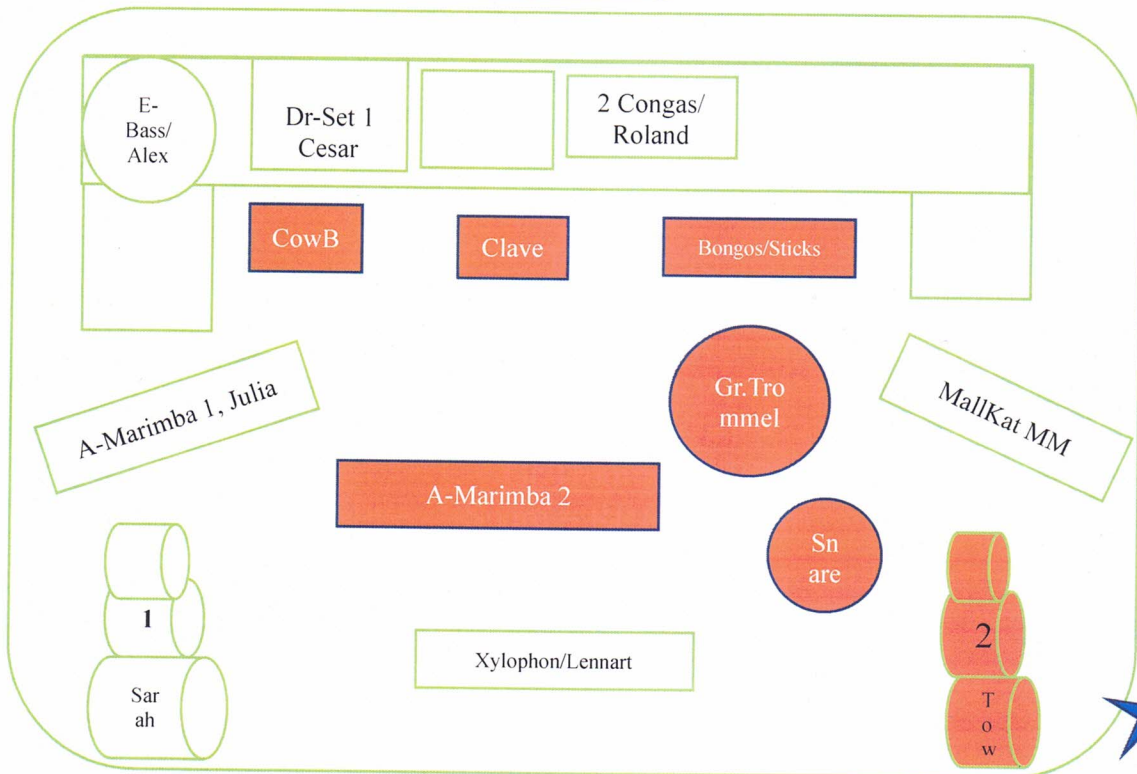 E-
Bass/
Alex
Dr-Set 1
Cesar
2 Congas/
Roland
CowB
Clave
Bongos/Sticks
A-Marimba 1, Julia
Gr.Tro
mmel
MallKat MM
A-Marimba 2
Sn
are
1
Sar
ah
Xylophon/Lennart
2
T
o
w